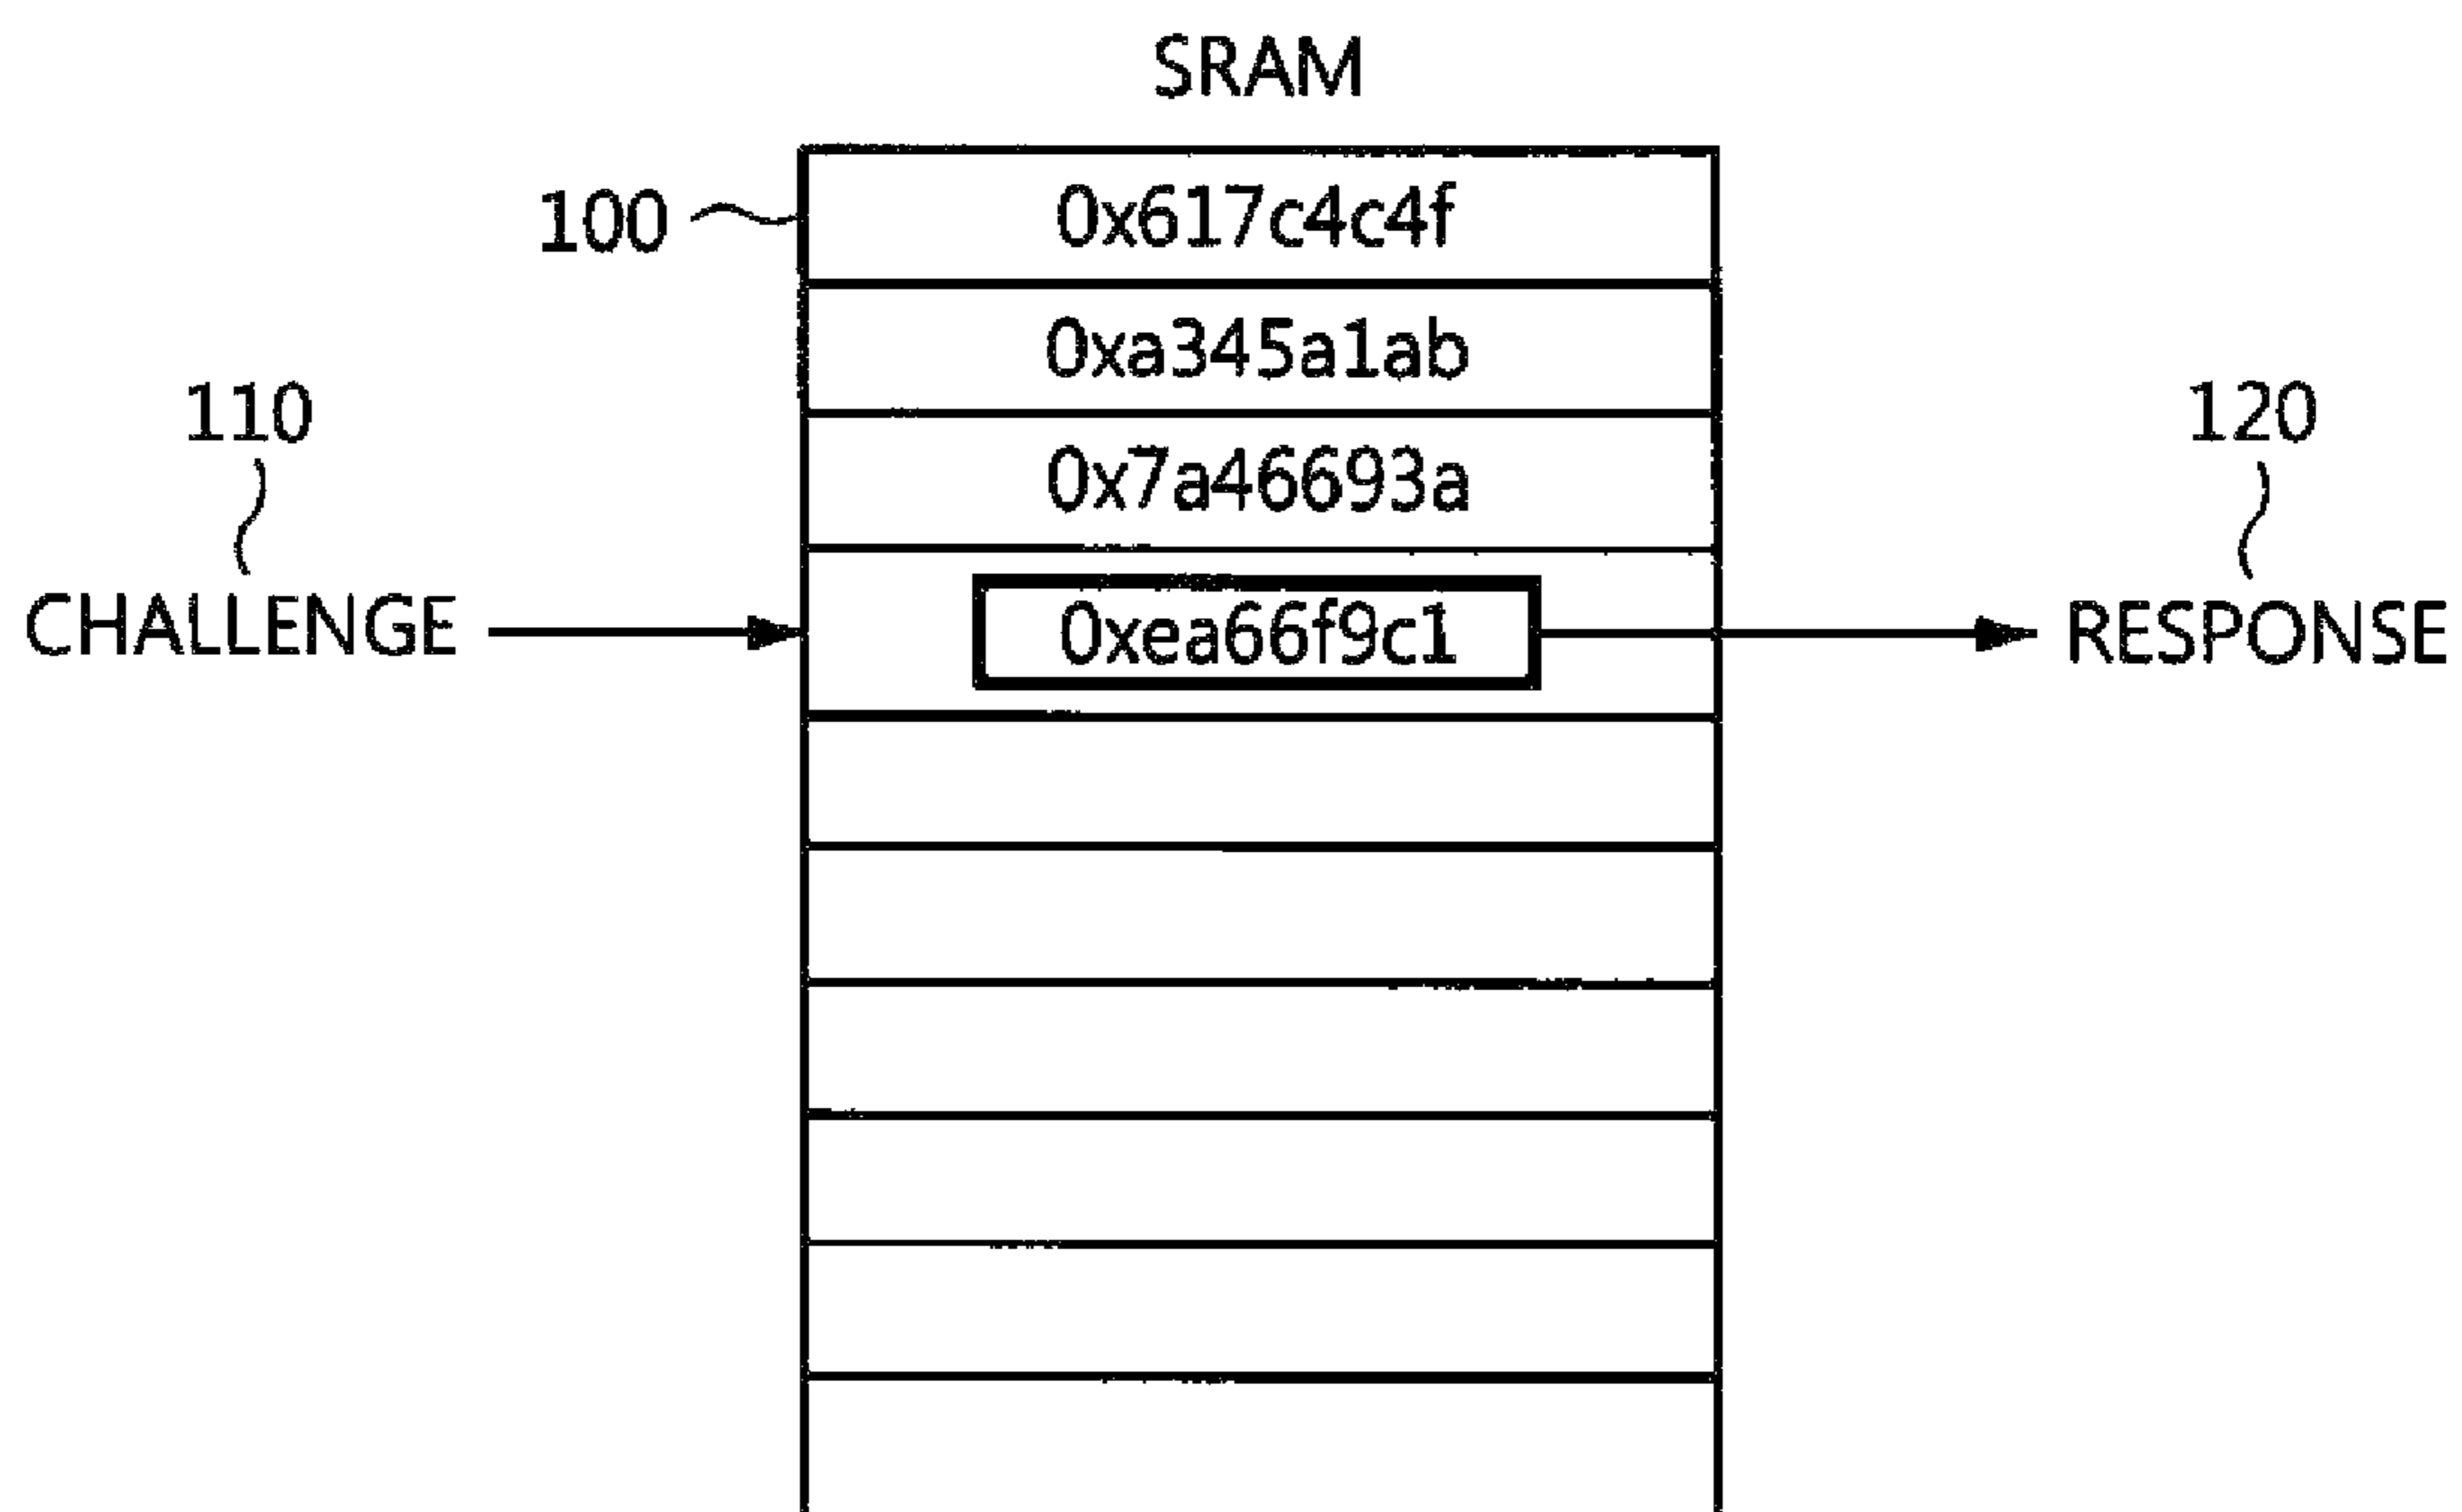 SRAM
100
0x617c4c4f
0xa345a1ab
110
120
0x7a46693a
CHALLENGE
0xea66f9c1
RESPONSE